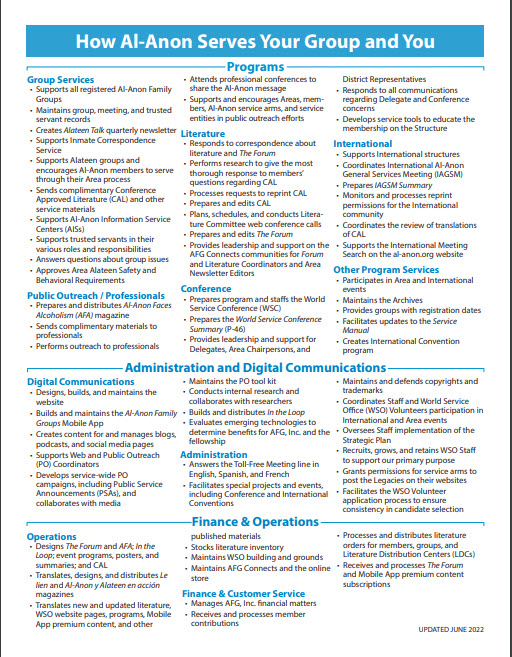 How Al-Anon Serves Your Group and You
Programs
Group Services
• Supports all registered Al-Anon Family
Groups
• Maintains group, meeting, and trusted
servant records
• Creates Alateen Talk quarterly newsletter
• Supports Inmate Correspondence
Service
• Supports Alateen groups and
encourages Al-Anon members to serve
through their Area process
• Sends complimentary Conference
Approved Literature (CAL) and other
service materials
• Supports Al-Anon Information Service
Centers (AISs)
• Supports trusted servants in their
various roles and responsibilities
• Answers questions about group issues
• Approves Area Alateen Safety and
Behavioral Requirements
Public Outreach / Professionals
• Prepares and distributes Al-Anon Faces
Alcoholism (AFA) magazine
• Sends complimentary materials to
professionals
• Performs outreach to professionals
• Attends professional conferences to
share the Al-Anon message
• Supports and encourages Areas, mem-
bers, Al-Anon service arms, and service
entities in public outreach efforts
Literature
• Responds to correspondence about
literature and The Forum
• Performs research to give the most
thorough response to members'
questions regarding CAL
• Processes requests to reprint CAL
• Prepares and edits CAL
• Plans, schedules, and conducts Litera-
ture Committee web conference calls
• Prepares and edits The Forum
• Provides leadership and support on the
AFG Connects communities for Forum
and Literature Coordinators and Area
Newsletter Editors
Conference
• Prepares program and staffs the World
Service Conference (WSC)
• Prepares the World Service Conference
Summary (P-46)
• Provides leadership and support for
Delegates, Area Chairpersons, and
District Representatives
• Responds to all communications
regarding Delegate and Conference
concerns
• Develops service tools to educate the
membership on the Structure
International
• Supports International structures
• Coordinates International Al-Anon
General Services Meeting (IAGSM)
• Prepares IAGSM Summary
• Monitors and processes reprint
permissions for the International
community
• Coordinates the review of translations
of CAL
• Supports the International Meeting
Search on the al-anon.org website
Other Program Services
• Participates in Area and International
events
• Maintains the Archives
• Provides groups with registration dates
• Facilitates updates to the Service
Manual
• Creates International Convention
program
Administration and Digital Communications
Digital Communications
• Designs, builds, and maintains the
website
• Builds and maintains the Al-Anon Family
Groups Mobile App
• Creates content for and manages blogs,
podcasts, and social media pages
• Supports Web and Public Outreach
(PO) Coordinators
• Develops service-wide PO
campaigns, including Public Service
Announcements (PSAs), and
collaborates with media
• Maintains the PO tool kit
• Conducts internal research and
collaborates with researchers
• Builds and distributes In the Loop
• Evaluates emerging technologies to
determine benefits for AFG, Inc. and the
fellowship
Administration
• Answers the Toll-Free Meeting line in
English, Spanish, and French
• Facilitates special projects and events,
including Conference and International
Conventions
• Maintains and defends copyrights and
trademarks
• Coordinates Staff and World Service
Office (WSO) Volunteers participation in
International and Area events
• Oversees Staff implementation of the
Strategic Plan
• Recruits, grows, and retains WSO Staff
to support our primary purpose
• Grants permission for service arms to
post the Legacies on their websites
• Facilitates the WSO Volunteer
application process to ensure
consistency in candidate selection
Finance & Operations
Operations
• Designs The Forum and AFA; In the
Loop; event programs, posters, and
summaries; and CAL
• Translates, designs, and distributes Le
lien and Al-Anon y Alateen en acción
magazines
• Translates new and updated literature,
WSO website pages, programs, Mobile
App premium content, and other
published materials
• Stocks literature inventory
• Maintains WSO building and grounds
• Maintains AFG Connects and the online
store
Finance & Customer Service
• Manages AFG, Inc. financial matters
• Receives and processes member
contributions
• Processes and distributes literature
orders for members, groups, and
Literature Distribution Centers (LDCs)
• Receives and processes The Forum
and Mobile App premium content
subscriptions
UPDATED JUNE 2022